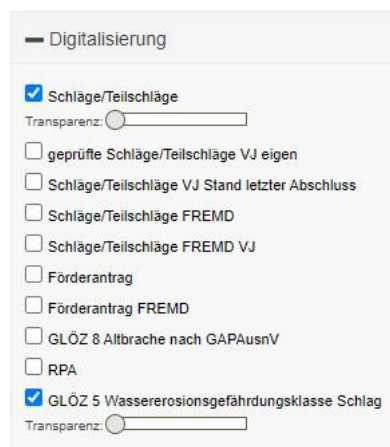 Digitalisierung
Schläge/Teilschläge
Transparenz:
geprüfte Schläge/Teilschläge VJ eigen
Schläge/Teilschläge VJ Stand letzter Abschluss
Schläge/Teilschläge FREMD
Schläge/Teilschläge FREMD VJ
Förderantrag
Förderantrag FREMD
GLÖZ 8 Altbrache nach GAPAusnV
RPA
GLÖZ 5 Wassererosionsgefährdungsklasse Schlag
Transparenz: